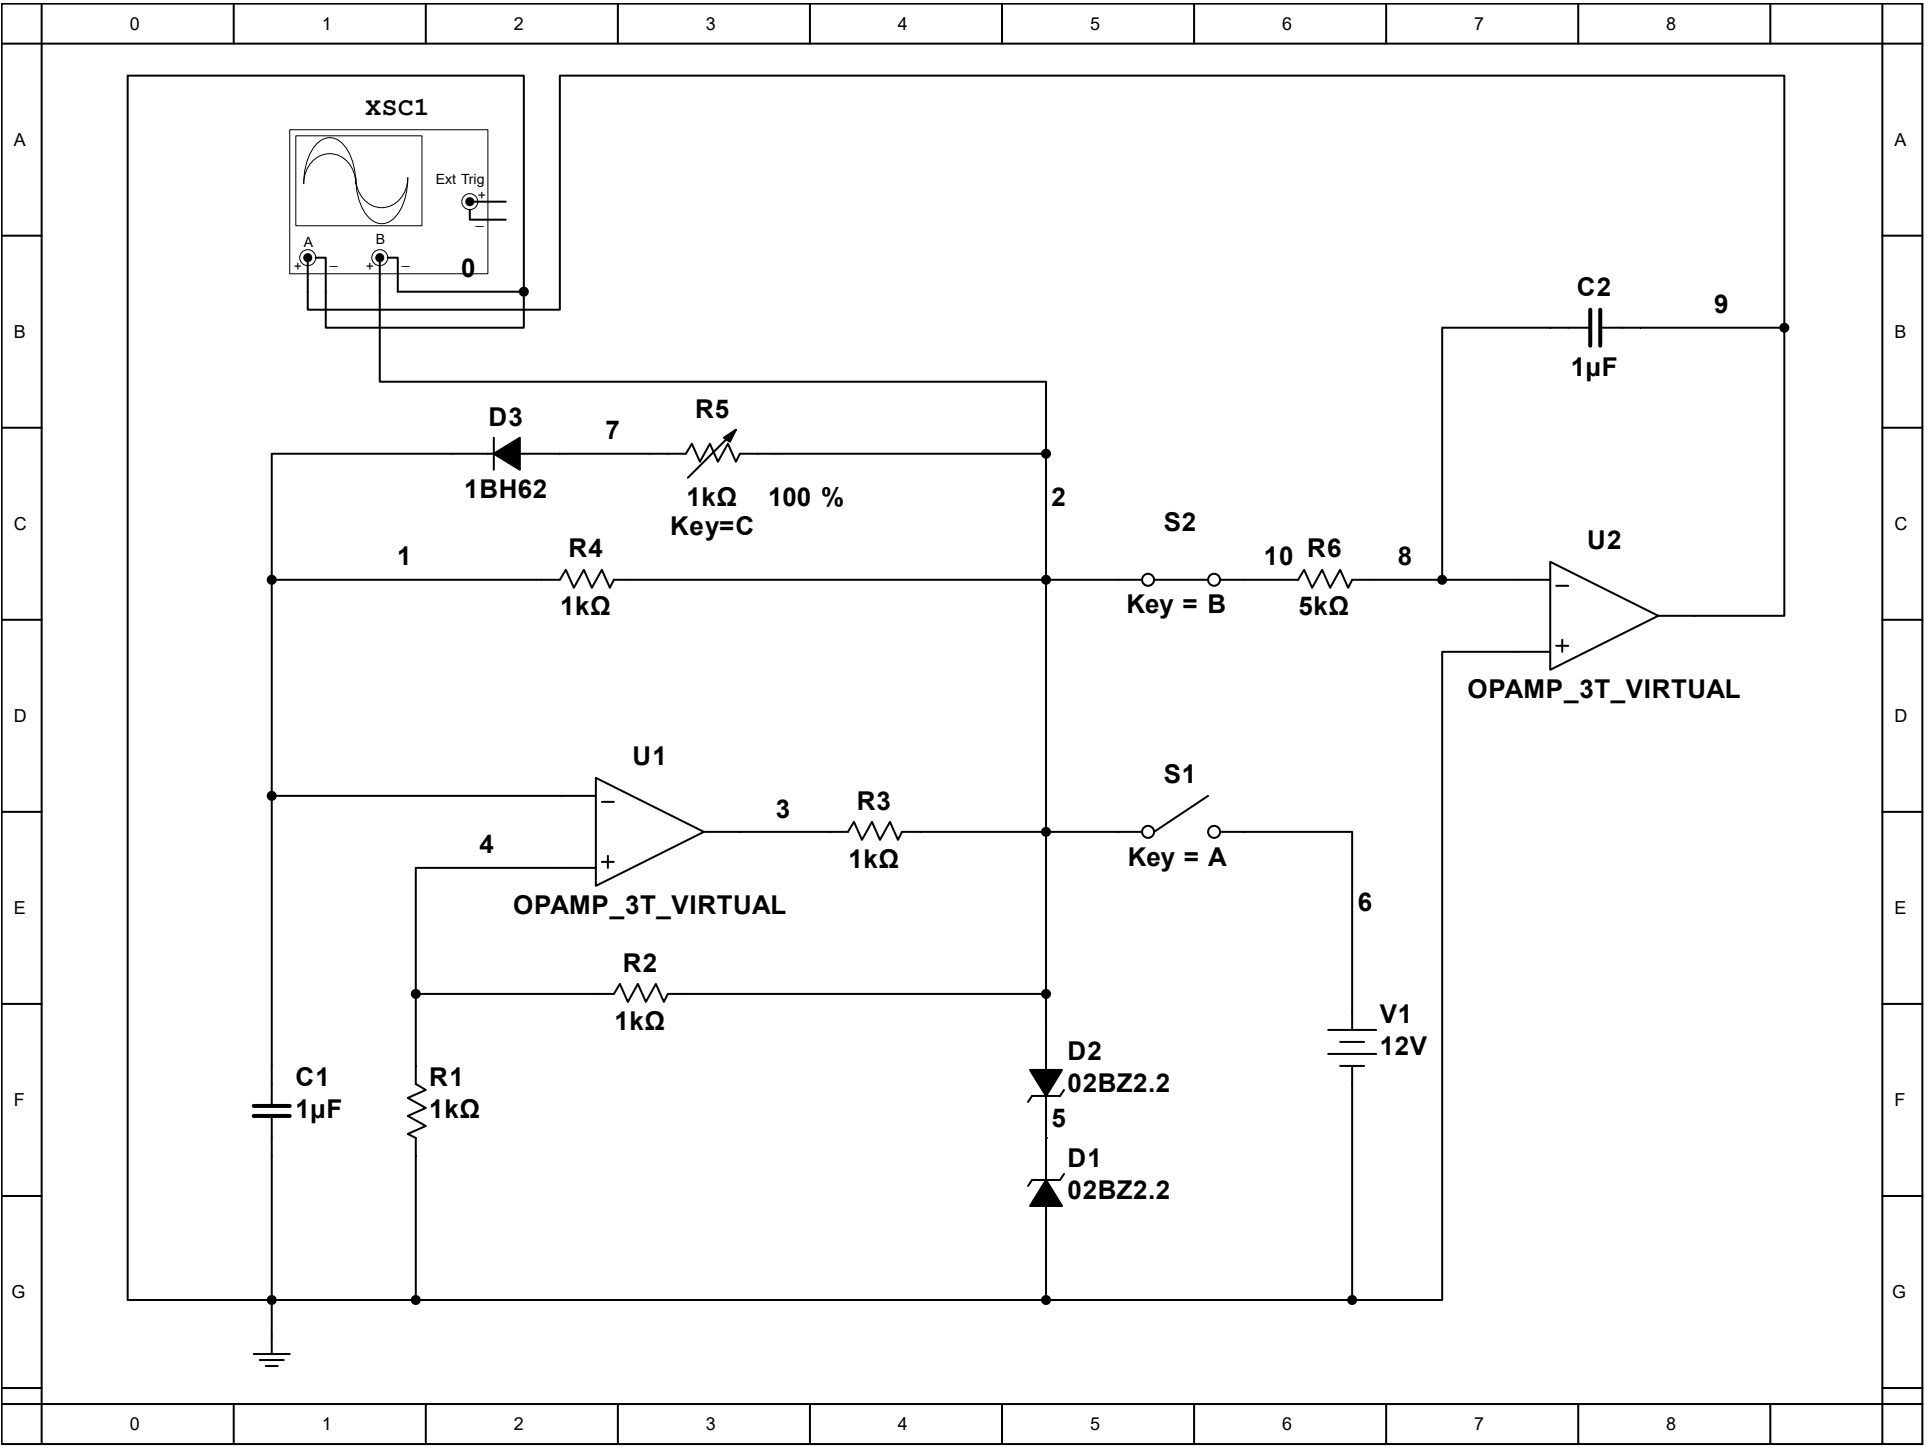 0 1 2 3 4 5 6 7 8
A
XSC1
A
Ext Trig
+
−
A B
+ − + −
0
B
C2
9
B
1µF
D3
7
R5
1BH62
1kΩ 100 %
Key=C
2
C
S2
C
1
R4
10
R6
8
U2
1kΩ
Key = B
5kΩ
−
+
OPAMP_3T_VIRTUAL
D
D
U1
S1
−
3
R3
4
+
1kΩ
Key = A
OPAMP_3T_VIRTUAL
6
E
E
R2
1kΩ
V1
12V
D2
02BZ2.2
C1
1µF
R1
1kΩ
F
5
F
D1
02BZ2.2
G
G
0 1 2 3 4 5 6 7 8